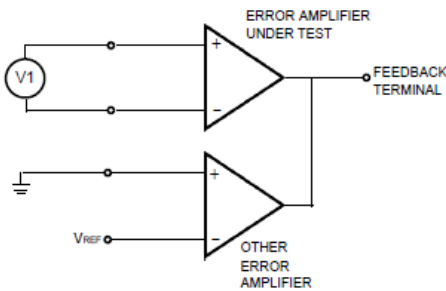 ERROR AMPLIFIER
UNDER TEST
V1
+
-
FEEDBACK
TERMINAL
+
VREF
-
OTHER
ERROR
AMPLIFIER